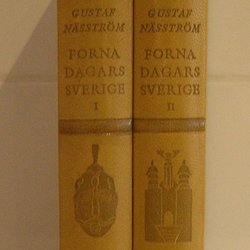 GUSTAF
NÄSSTRÖM
FORNA
DAGARS
SVERIGE
I
GUSTAF
NÄSSTRÖM
FORNA
DAGARS
SVERIGE
II